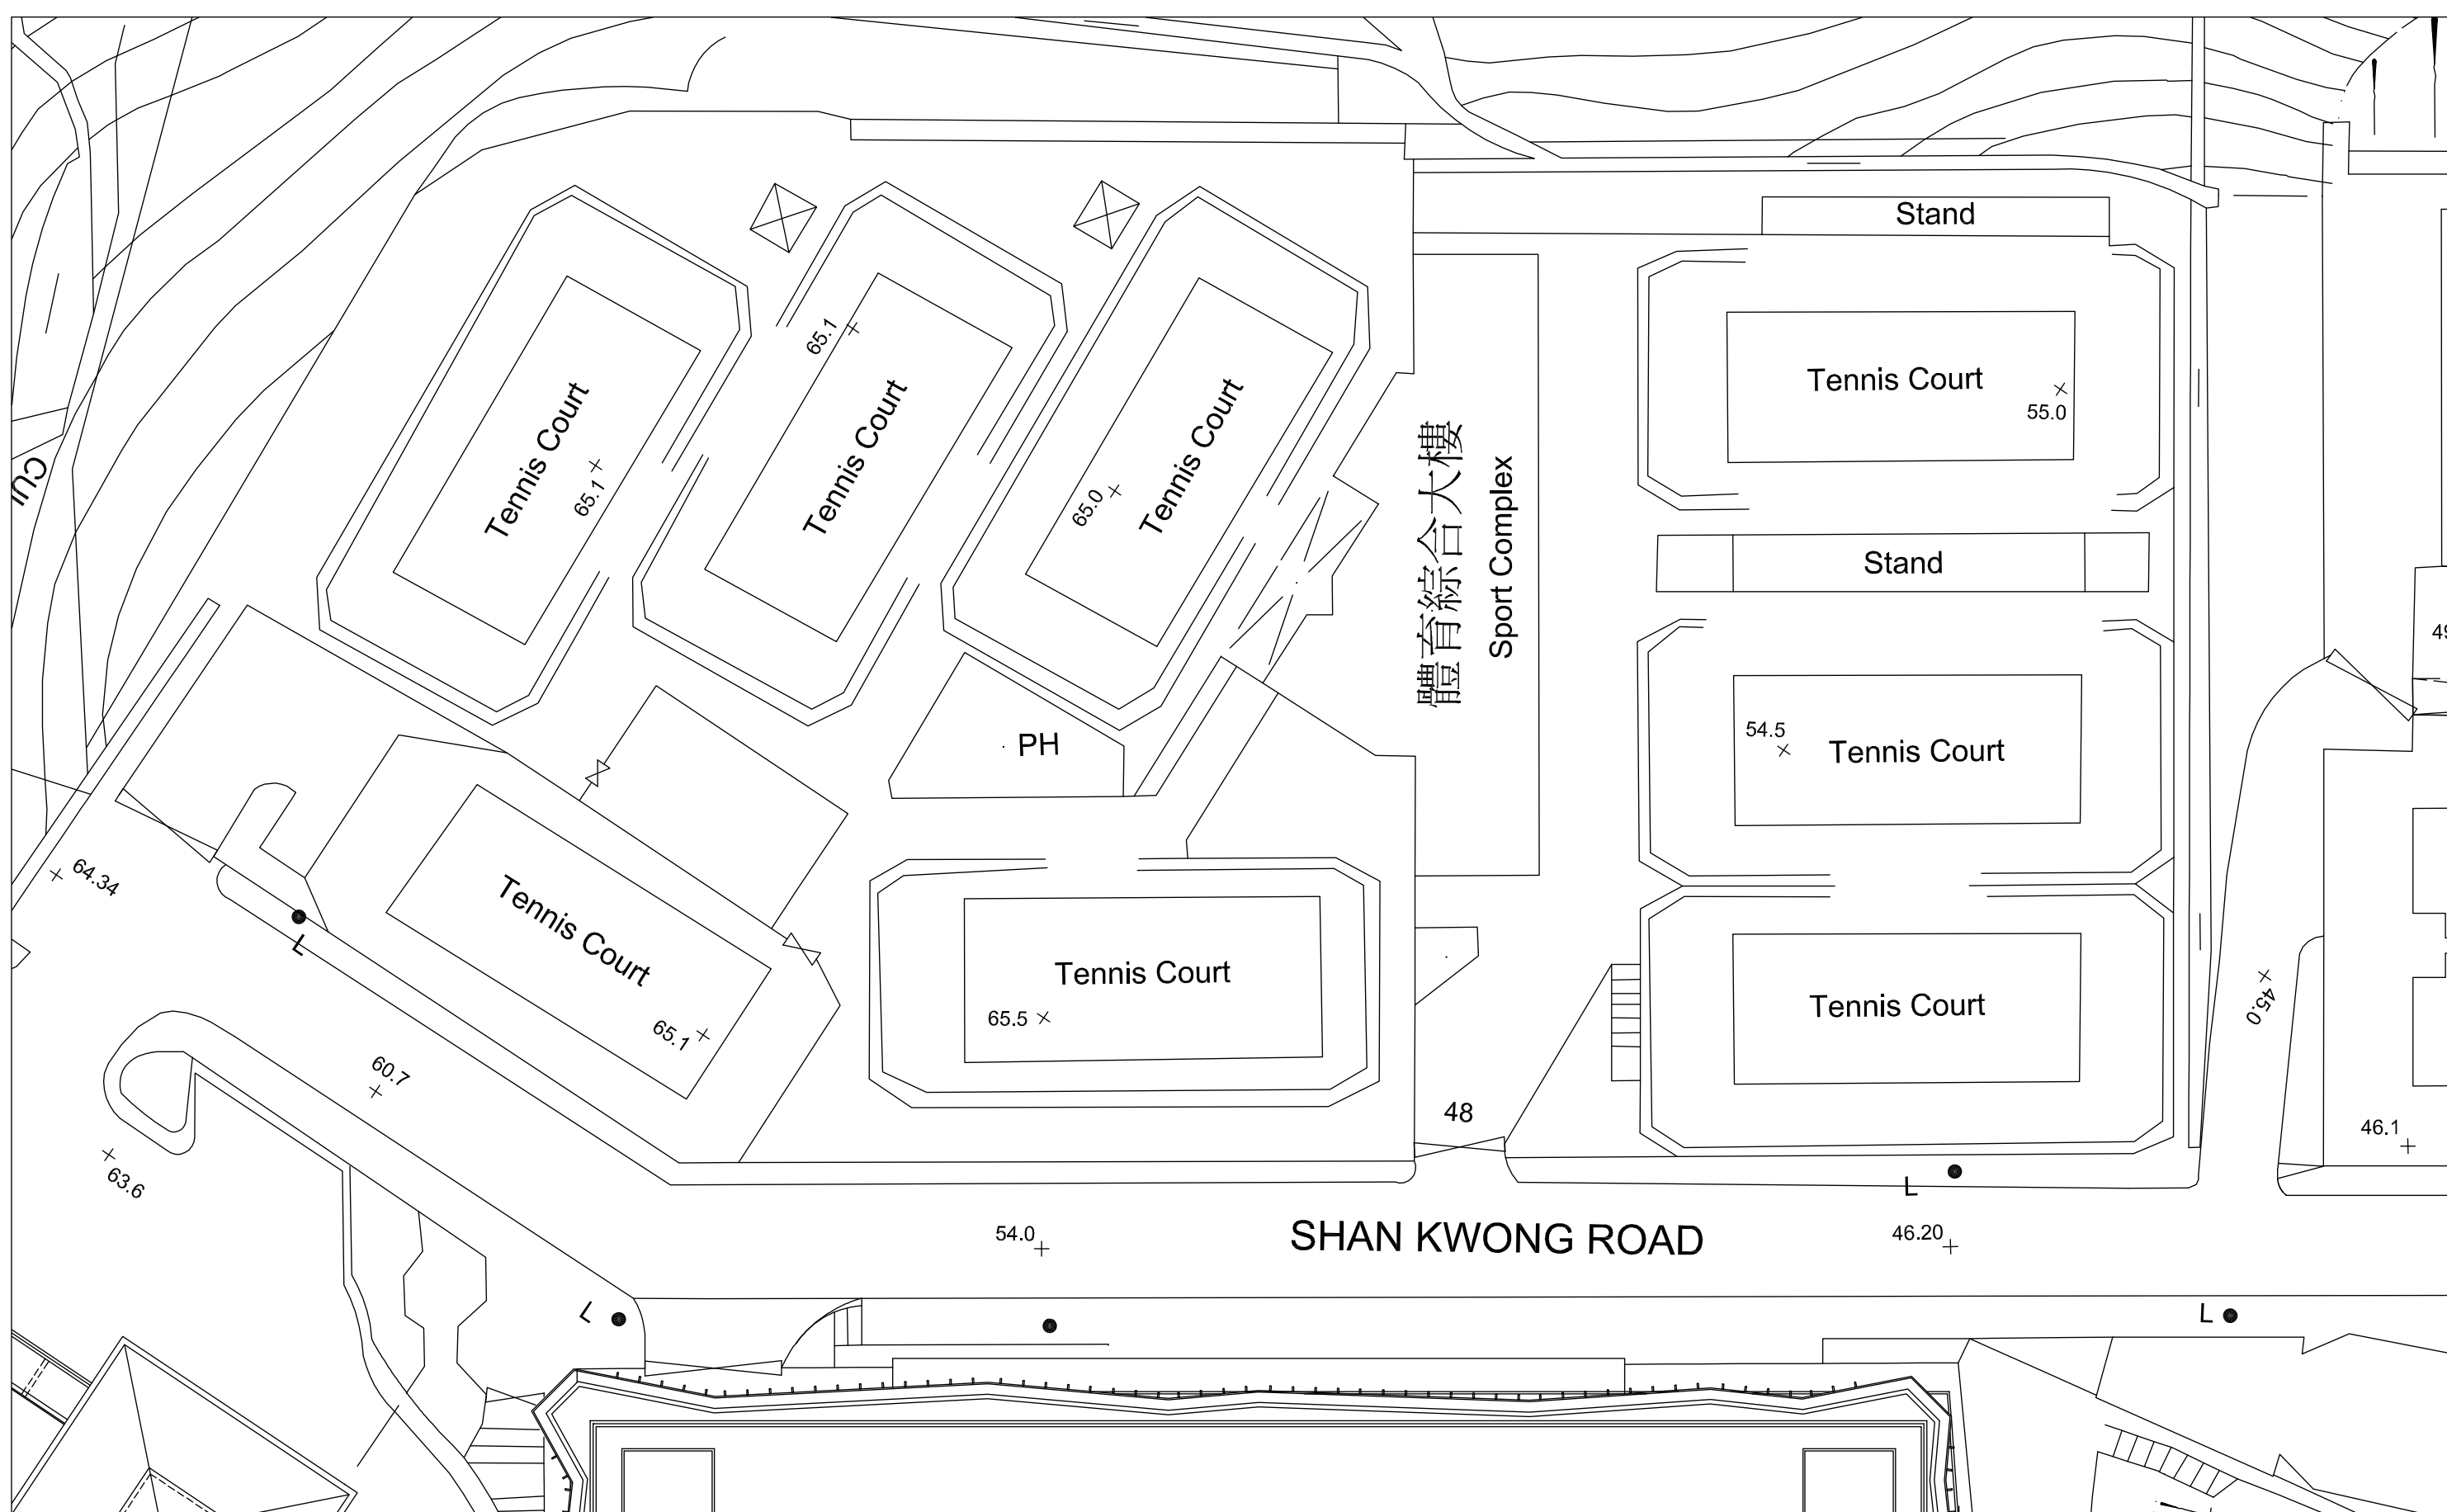 Stand
65.1
Tennis Court
55.0
Tennis Court
Tennis Court
Tennis Court
65.1
65.0
體育綜合大樓
Sport Complex
Stand
PH
54.5
Tennis Court
64.34
L
Tennis Court
65.1
Tennis Court
65.5
Tennis Court
45.0
60.7
48
46.1
63.6
L
54.0
SHAN KWONG ROAD
46.20
L
L